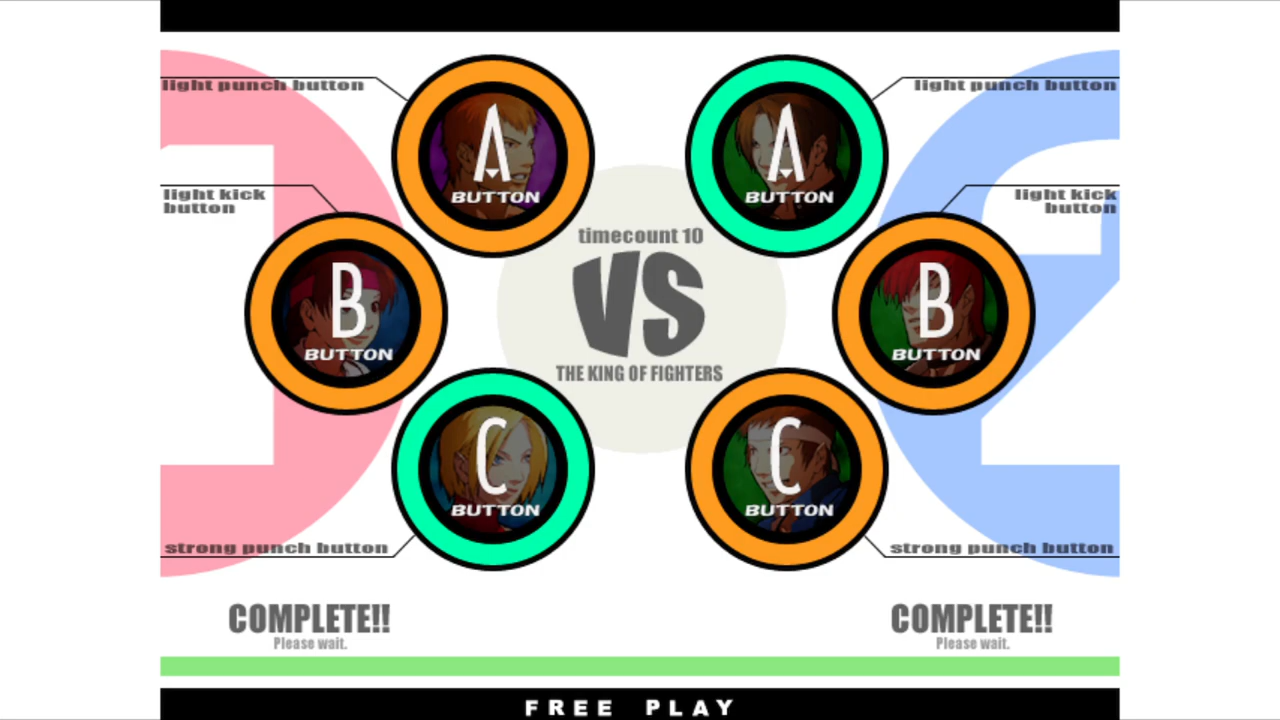 light punch button
A
BUTTON
A
BUTTON
light punch button
light kick
button
B
BUTTON
timecount 10
VS
THE KING OF FIGHTERS
light kick
button
B
BUTTON
C
BUTTON
C
BUTTON
strong punch button
strong punch button
COMPLETE!!
Please wait.
COMPLETE!!
Please wait.
FREE PLAY
1
2